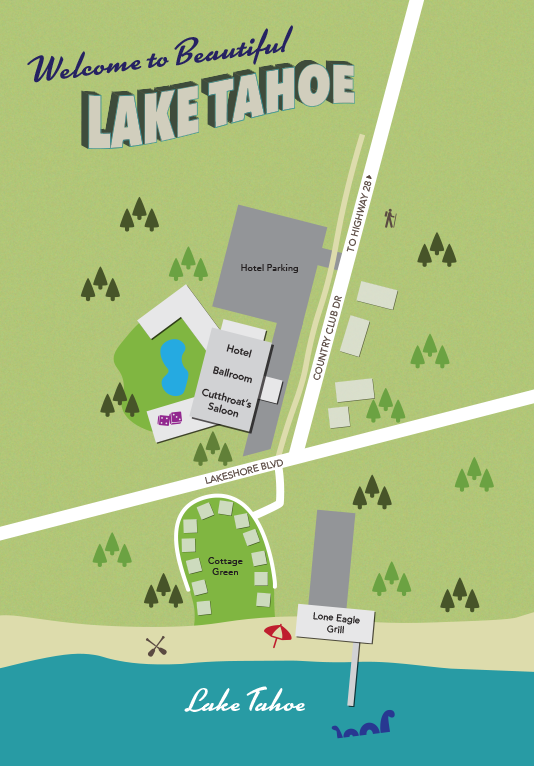 Welcome to Beautiful
LAKE TAHOE
TO HIGHWAY 28
Hotel Parking
COUNTRY CLUB DR
Hotel
Ballroom
Cutthroat's
Saloon
LAKESHORE BLVD
Cottage
Green
Lone Eagle
Grill
Lake Tahoe